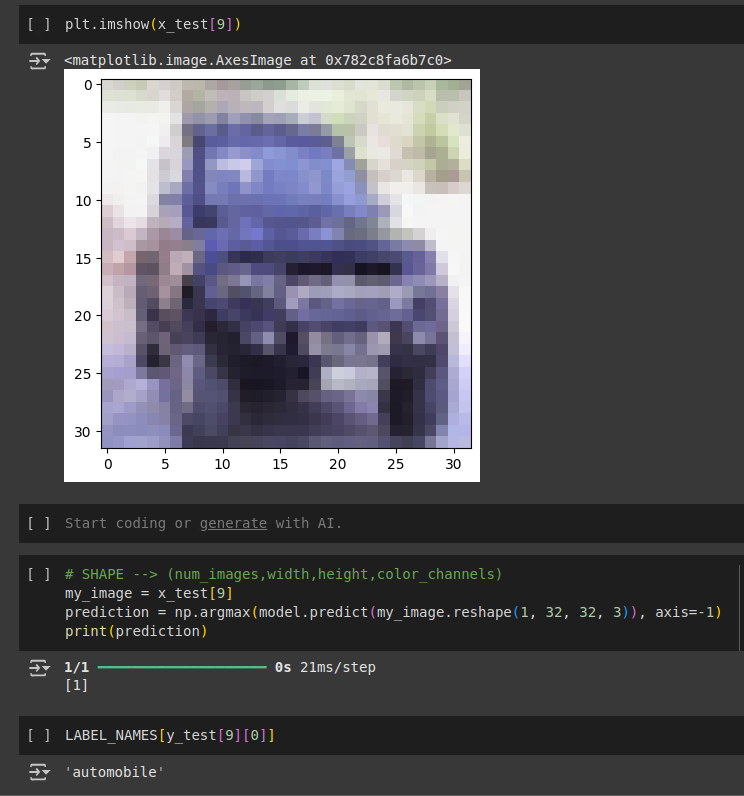 [ ] plt.imshow(x_test[9])
<matplotlib.image.AxesImage at 0x782c8fa6b7c0>
0
5
10
15
20
25
30
0 5 10 15 20 25 30
[ ] Start coding or generate with AI.
[ ] # SHAPE --> (num_images,width,height,color_channels)
my_image = x_test[9]
prediction = np.argmax(model.predict(my_image.reshape(1, 32, 32, 3)), axis=-1)
print(prediction)
1/1 0s 21ms/step
[1]
[ ] LABEL_NAMES[y_test[9][0]]
'automobile'